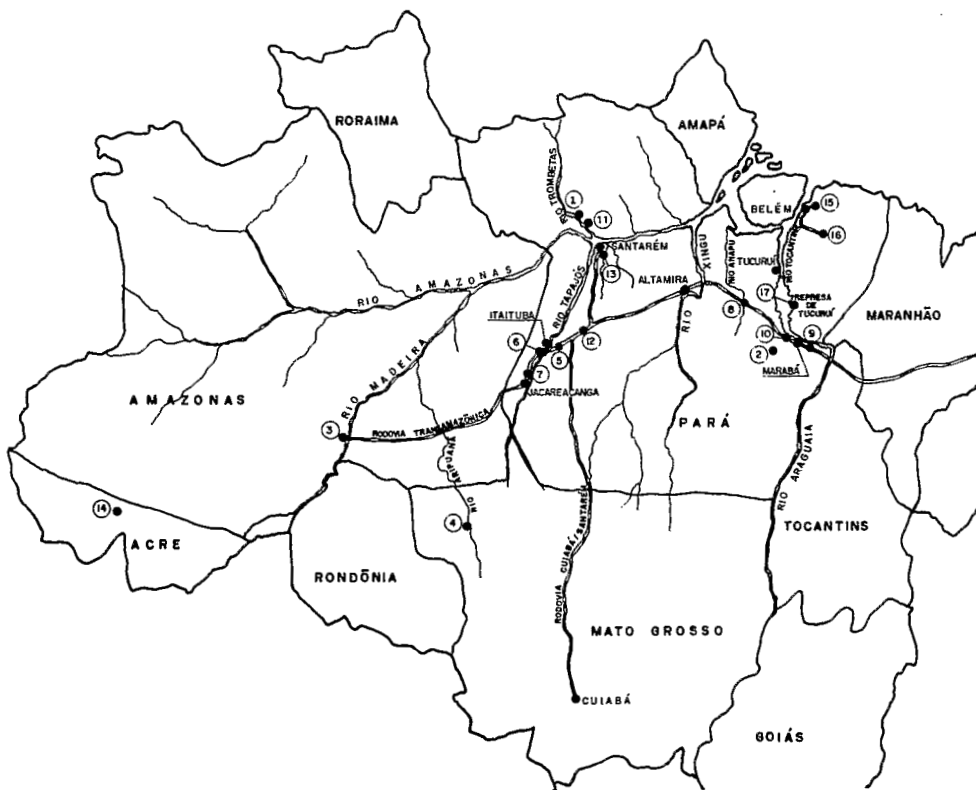 RORAIMA
AMAPÁ
RIO TROMBETAS
1
11
BELÉM
15
16
SANTARÉM
13
XINGU
RIO ANAPU
TUCURUÍ
RIO TOCANTINS
ALTAMIRA
RIO AMAZONAS
RIO TAPAJÓS
ITAITUBA
17
REPRESA DE
TUCURUÍ
8
MARANHÃO
RIO
12
10
9
6
5
2
MARABÁ
7
JACAREACANGA
RIO MADEIRA
AMAZONAS
3
RODOVIA TRANSAMAZÔNICA
RIO ARIPUANÃ
PARÁ
RIO ARAGUAIA
14
4
ACRE
TOCANTINS
RONDÔNIA
RODOVIA CUIABÁ/SANTARÉM
MATO GROSSO
CUIABÁ
GOIÁS